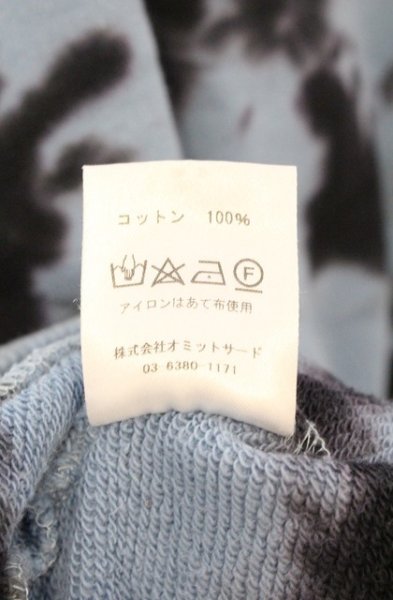 コットン 100%
F
アイロンはあて布使用
株式会社オミットサード
03-6380-1171